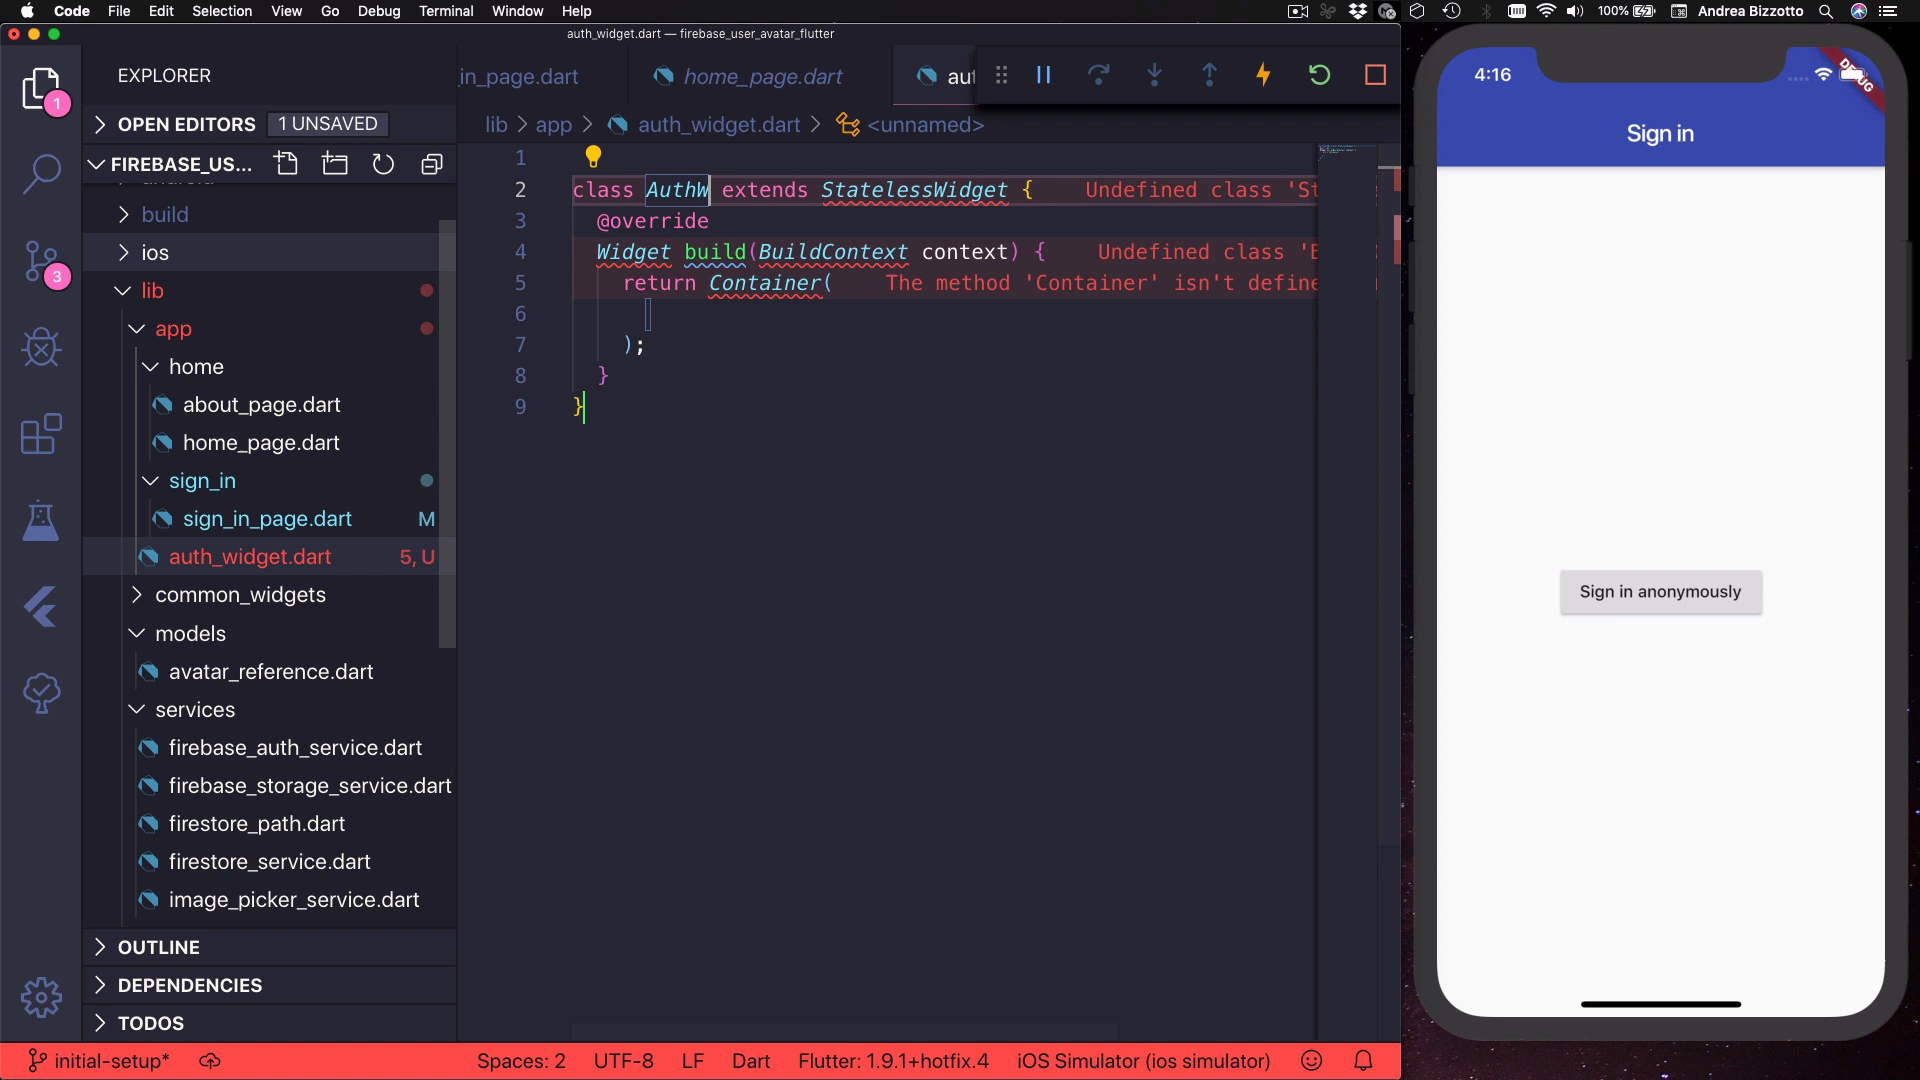 Code File Edit Selection View Go Debug Terminal Window Help 100% Andrea Bizzotto
auth_widget.dart — firebase_user_avatar_flutter
EXPLORER
in_page.dart home_page.dart
OPEN EDITORS 1 UNSAVED
lib > app > auth_widget.dart > <unnamed>
FIREBASE_US...
build
ios
lib
app
home
about_page.dart
home_page.dart
sign_in
sign_in_page.dart M
auth_widget.dart 5, U
common_widgets
models
avatar_reference.dart
services
firebase_auth_service.dart
firebase_storage_service.dart
firestore_path.dart
firestore_service.dart
image_picker_service.dart
OUTLINE
DEPENDENCIES
TODOS
1
3
1
2 class AuthW extends StatelessWidget { Undefined class 'St
3 @override
4 Widget build(BuildContext context) {
Undefined class
5 return Container( The method 'Container' isn't define
6
7 );
8 }
9 }
initial-setup* Spaces: 2 UTF-8 LF Dart Flutter: 1.9.1+hotfix.4 iOS Simulator (ios simulator)
4:16
DEBUG
Sign in
Sign in anonymously